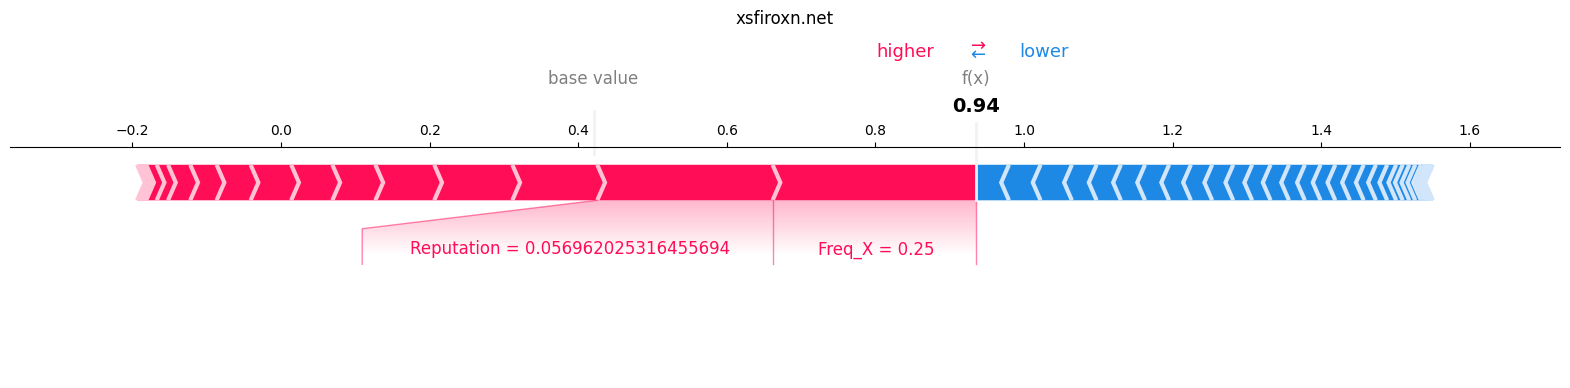 xsfiroxn.net
higher ⇄ lower
base value f(x)
0.94
−0.2 0.0 0.2 0.4 0.6 0.8 1.0 1.2 1.4 1.6
Reputation = 0.056962025316455694 Freq_X = 0.25